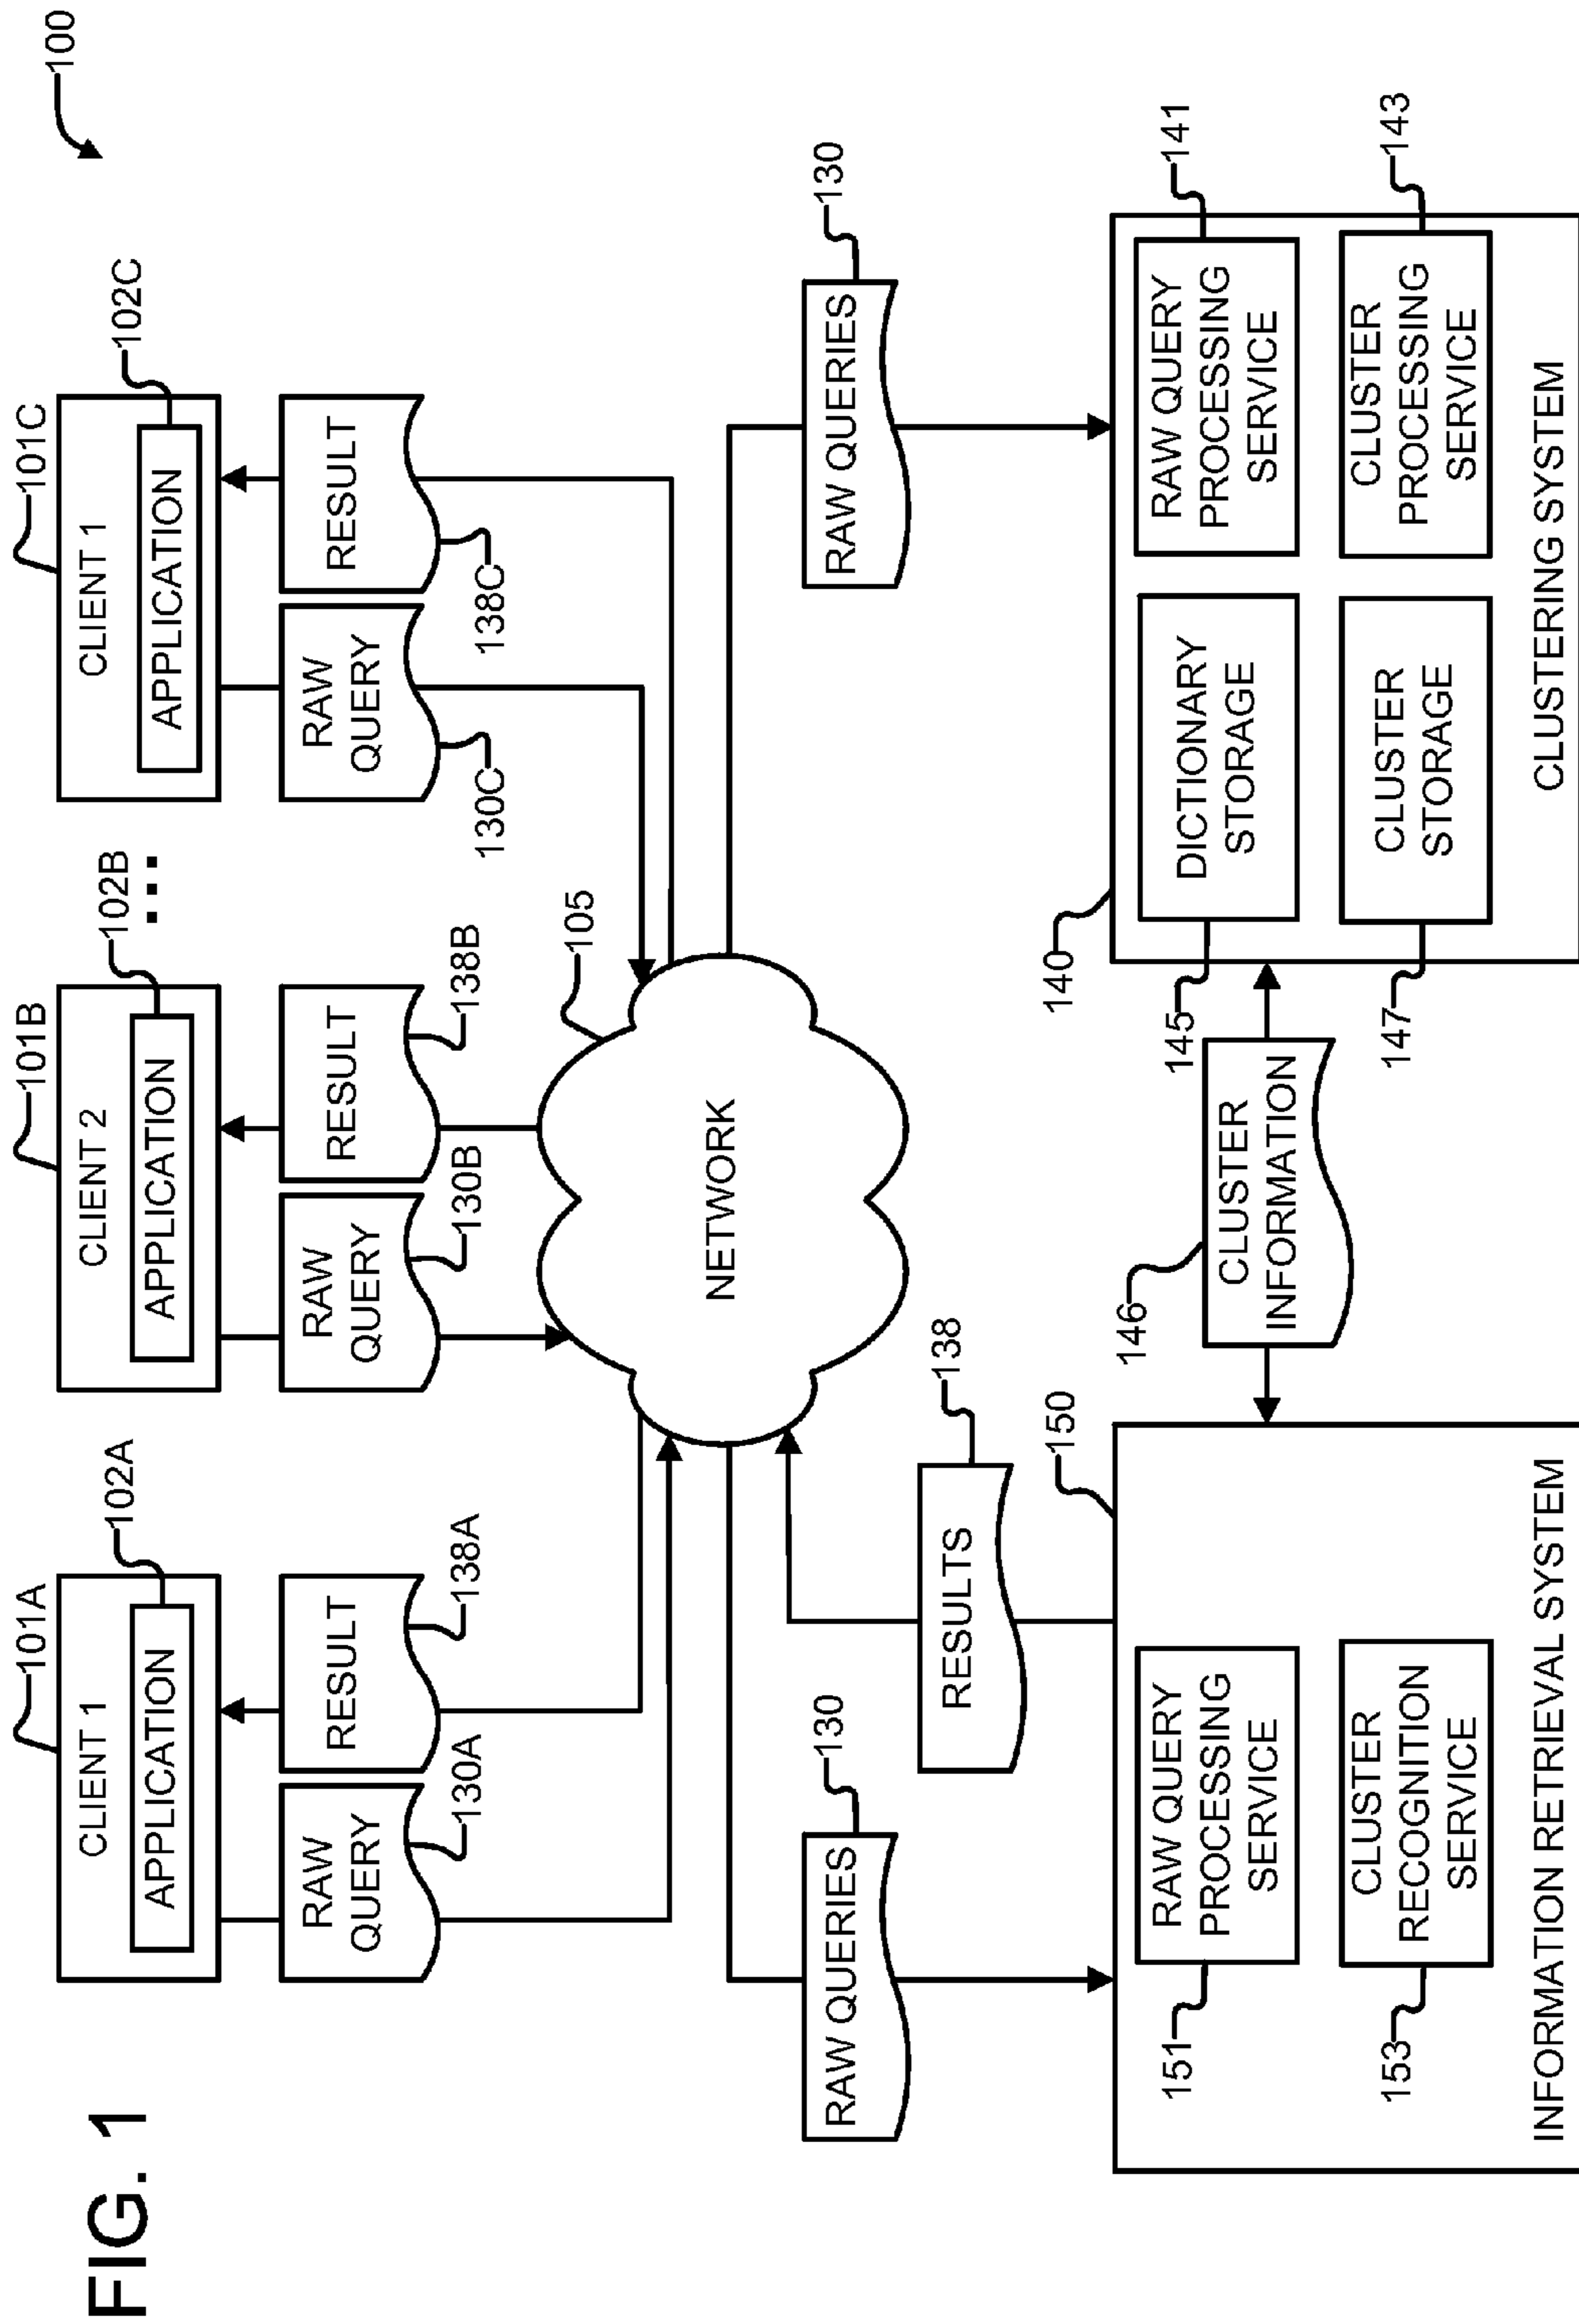 FIG. 1
100
101A
CLIENT 1
102A
APPLICATION
RAW
QUERY
130A
RESULT
138A
101B
CLIENT 2
102B
APPLICATION
RAW
QUERY
130B
RESULT
138B
...
101C
CLIENT 1
102C
APPLICATION
RAW
QUERY
130C
RESULT
138C
NETWORK
105
RAW QUERIES
130
RESULTS
138
RAW QUERIES
130
150
151
RAW QUERY
PROCESSING
SERVICE
153
CLUSTER
RECOGNITION
SERVICE
INFORMATION RETRIEVAL SYSTEM
146
CLUSTER
INFORMATION
140
145
DICTIONARY
STORAGE
RAW QUERY
PROCESSING
SERVICE
141
147
CLUSTER
STORAGE
CLUSTER
PROCESSING
SERVICE
143
CLUSTERING SYSTEM